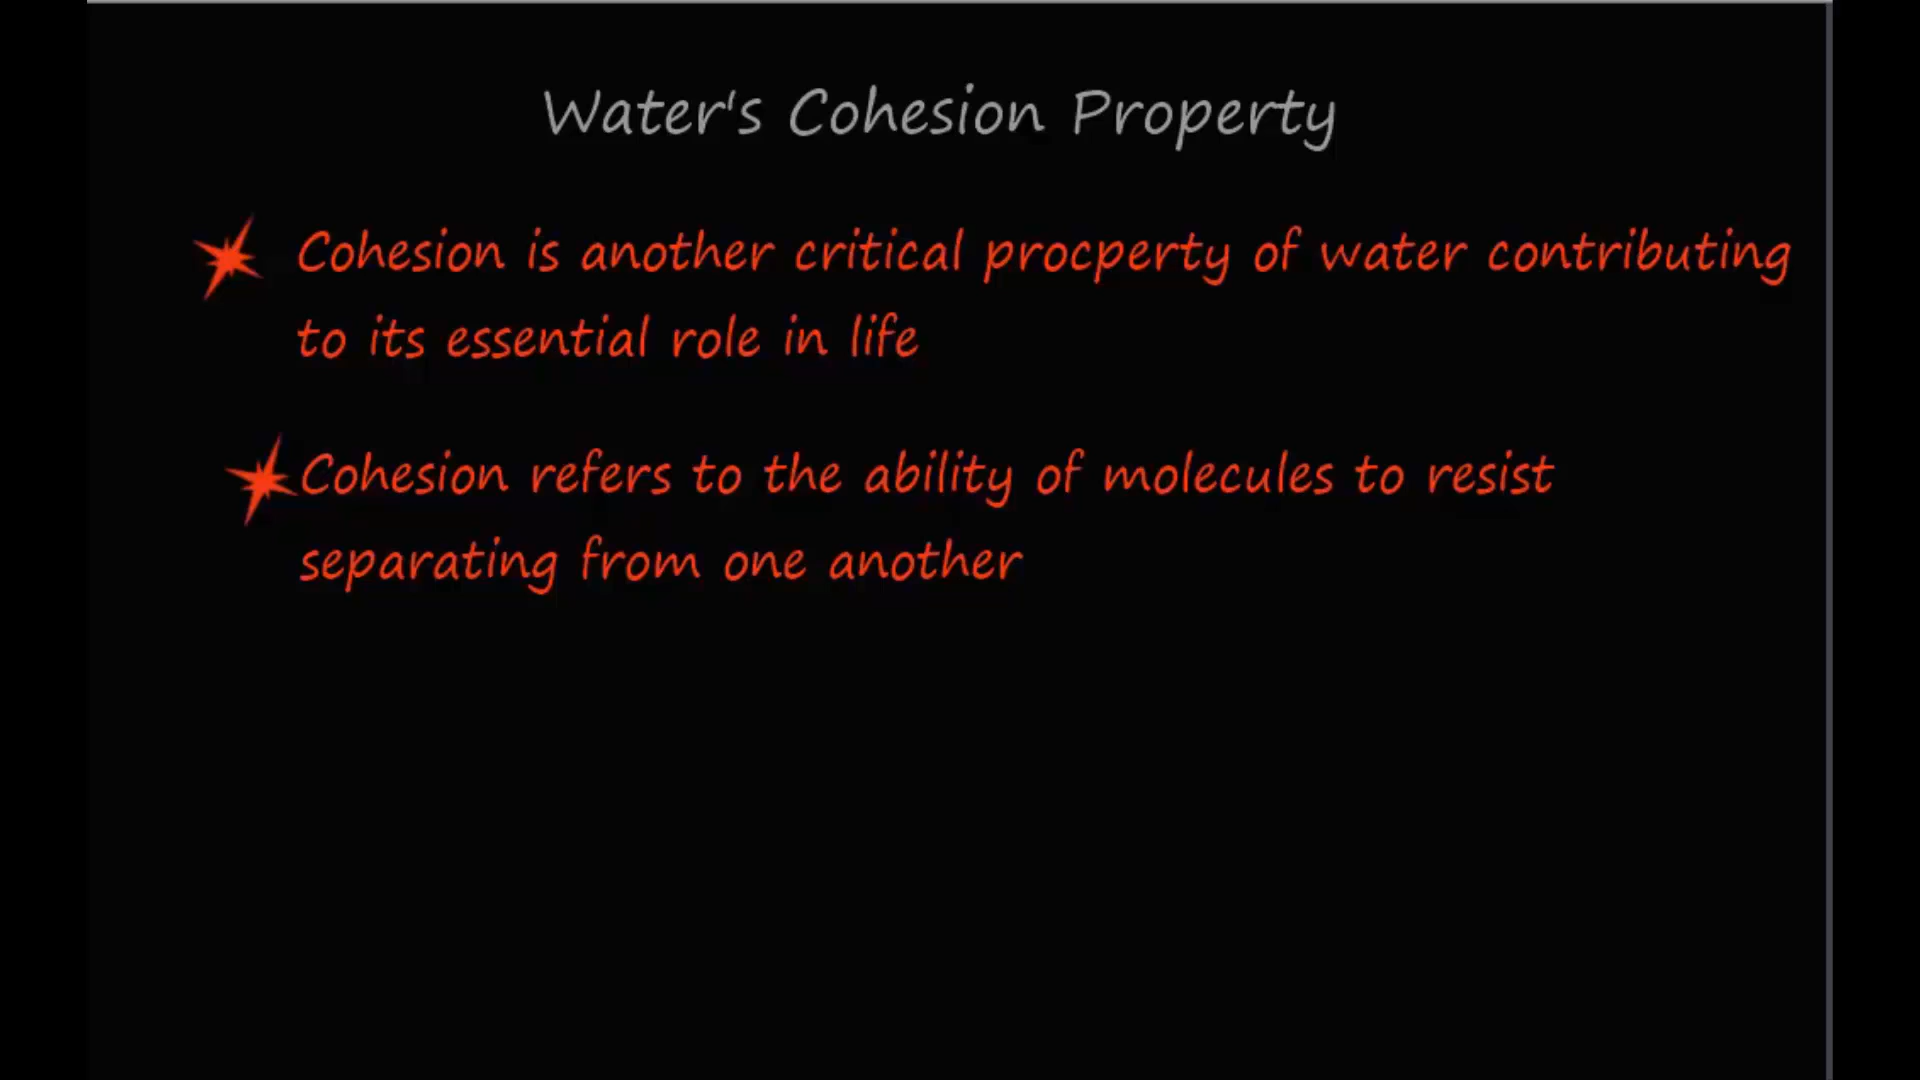 Water's Cohesion Property
Cohesion is another critical procperty of water contributing
to its essential role in life
Cohesion refers to the ability of molecules to resist
separating from one another